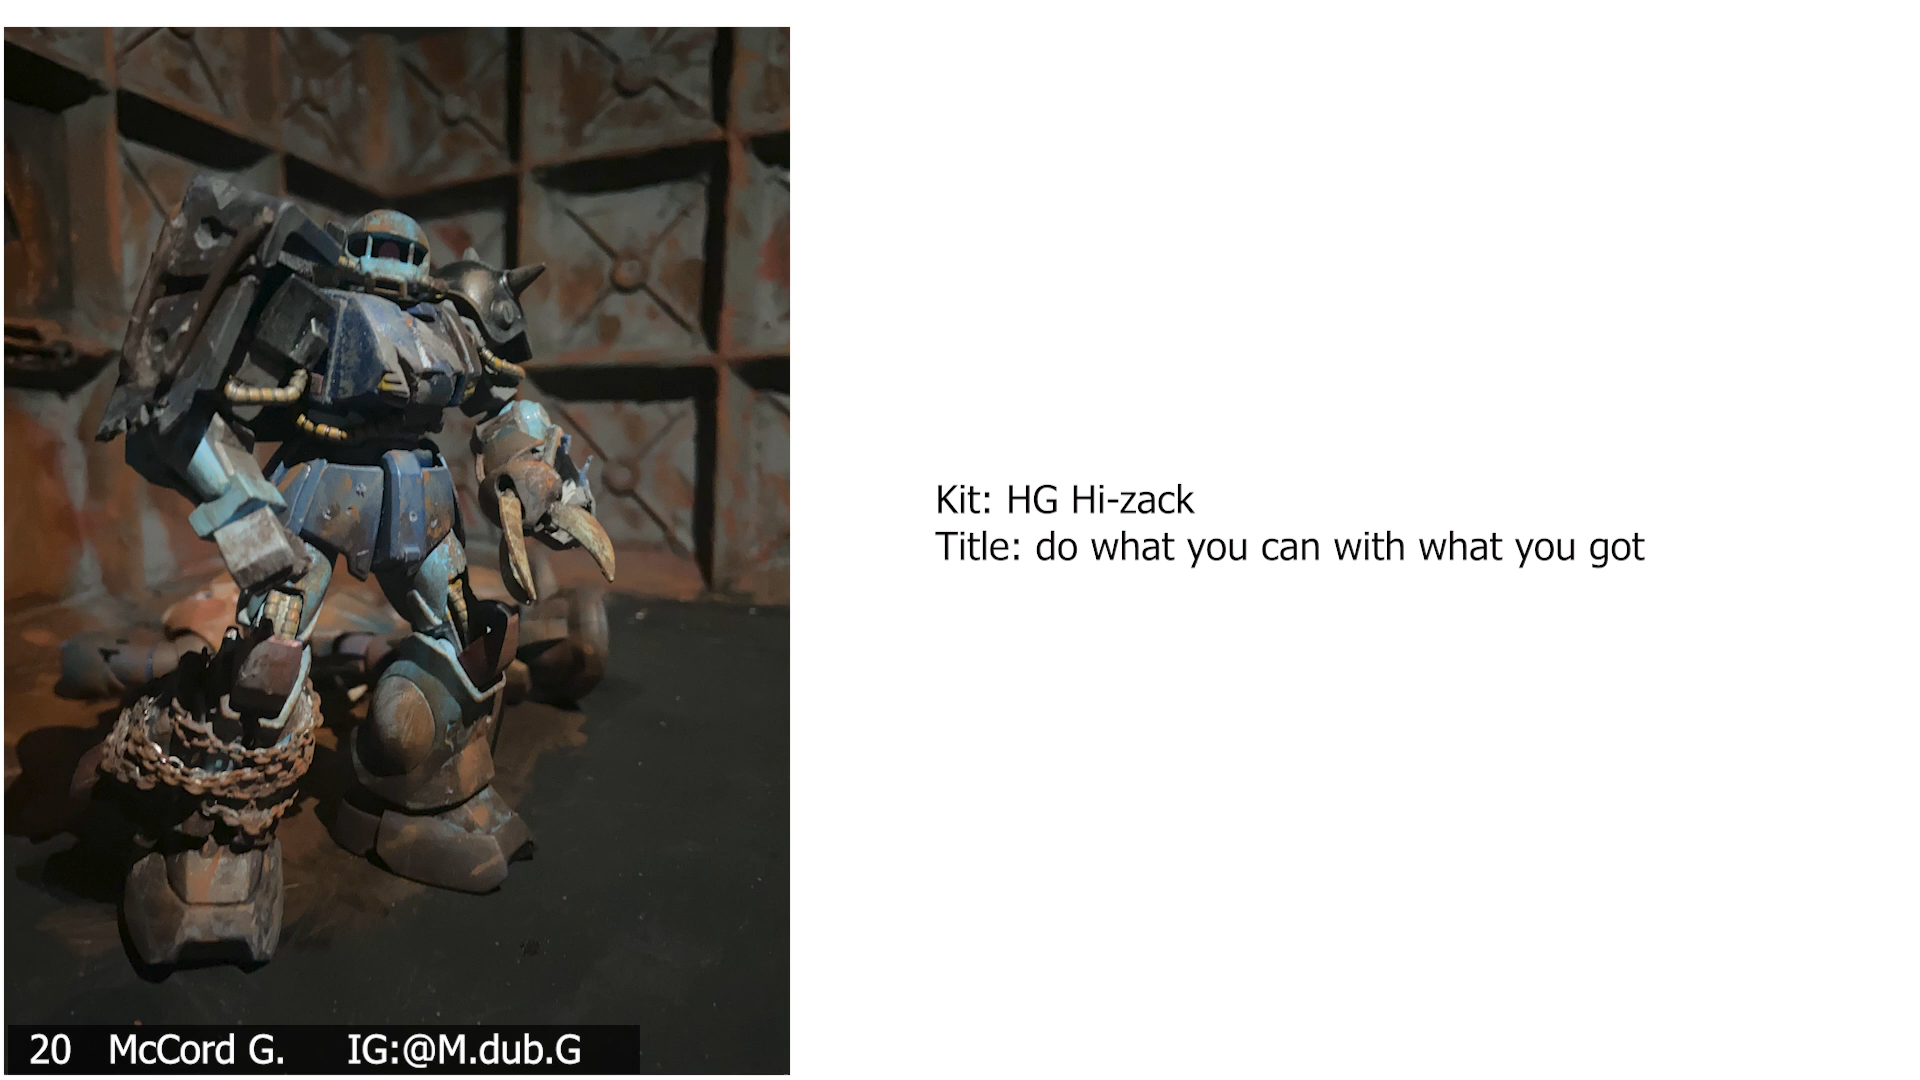 Kit: HG Hi-zack
Title: do what you can with what you got
20 McCord G. IG:@M.dub.G